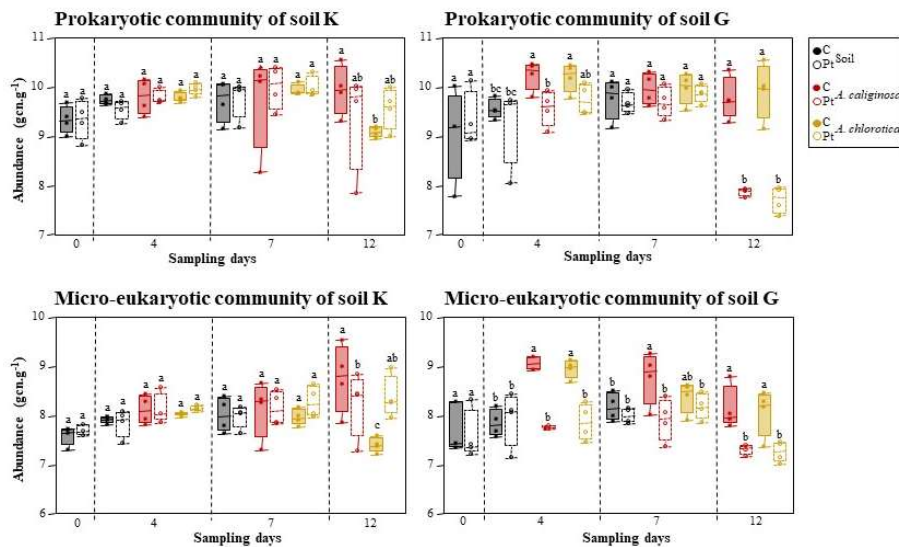 Prokaryotic community of soil K
Prokaryotic community of soil G
Abundance (gcn.g⁻¹)
11
10
9
8
7
a a a a a a a a a a a a a a a a ab b ab
0 4 7 12
Sampling days
11
10
9
8
7
a a bc bc a b a ab a a a a a a a b a b
0 4 7 12
Sampling days
C Soil
Pt
C A. caliginosa
Pt
C A. chlorotica
Pt
Micro-eukaryotic community of soil K
Micro-eukaryotic community of soil G
Abundance (gcn.g⁻¹)
10
9
8
7
6
a a a a a a a a a a a a a a a b c ab
0 4 7 12
Sampling days
10
9
8
7
6
a a b b a b a b b b a b ab b a b a b
0 4 7 12
Sampling days